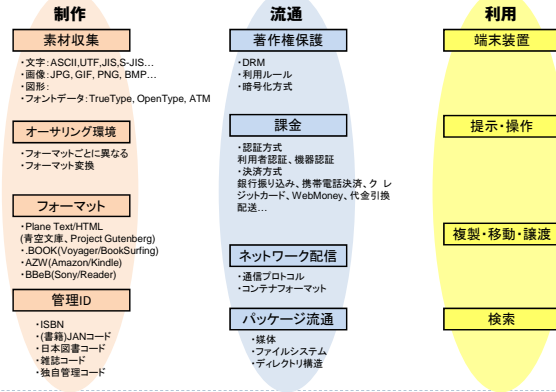 制作
素材収集
・文字：ASCII,UTF,JIS,S-JIS…
・画像：JPG, GIF, PNG, BMP…
・図形：
・フォントデータ：TrueType, OpenType, ATM
オーサリング環境
・フォーマットごとに異なる
・フォーマット変換
フォーマット
・Plane Text/HTML
(青空文庫、Project Gutenberg)
・.BOOK(Voyager/BookSurfing)
・AZW(Amazon/Kindle)
・BBeB(Sony/Reader)
管理ID
・ISBN
・(書籍)JANコード
・日本図書コード
・雑誌コード
・独自管理コード
流通
著作権保護
・DRM
・利用ルール
・暗号化方式
課金
・認証方式
利用者認証、機器認証
・決済方式
銀行振り込み、携帯電話決済、ク レ
ジットカード、WebMoney、代金引換
配送…
ネットワーク配信
・通信プロトコル
・コンテナフォーマット
パッケージ流通
・媒体
・ファイルシステム
・ディレクトリ構造
利用
端末装置
提示・操作
複製・移動・譲渡
検索